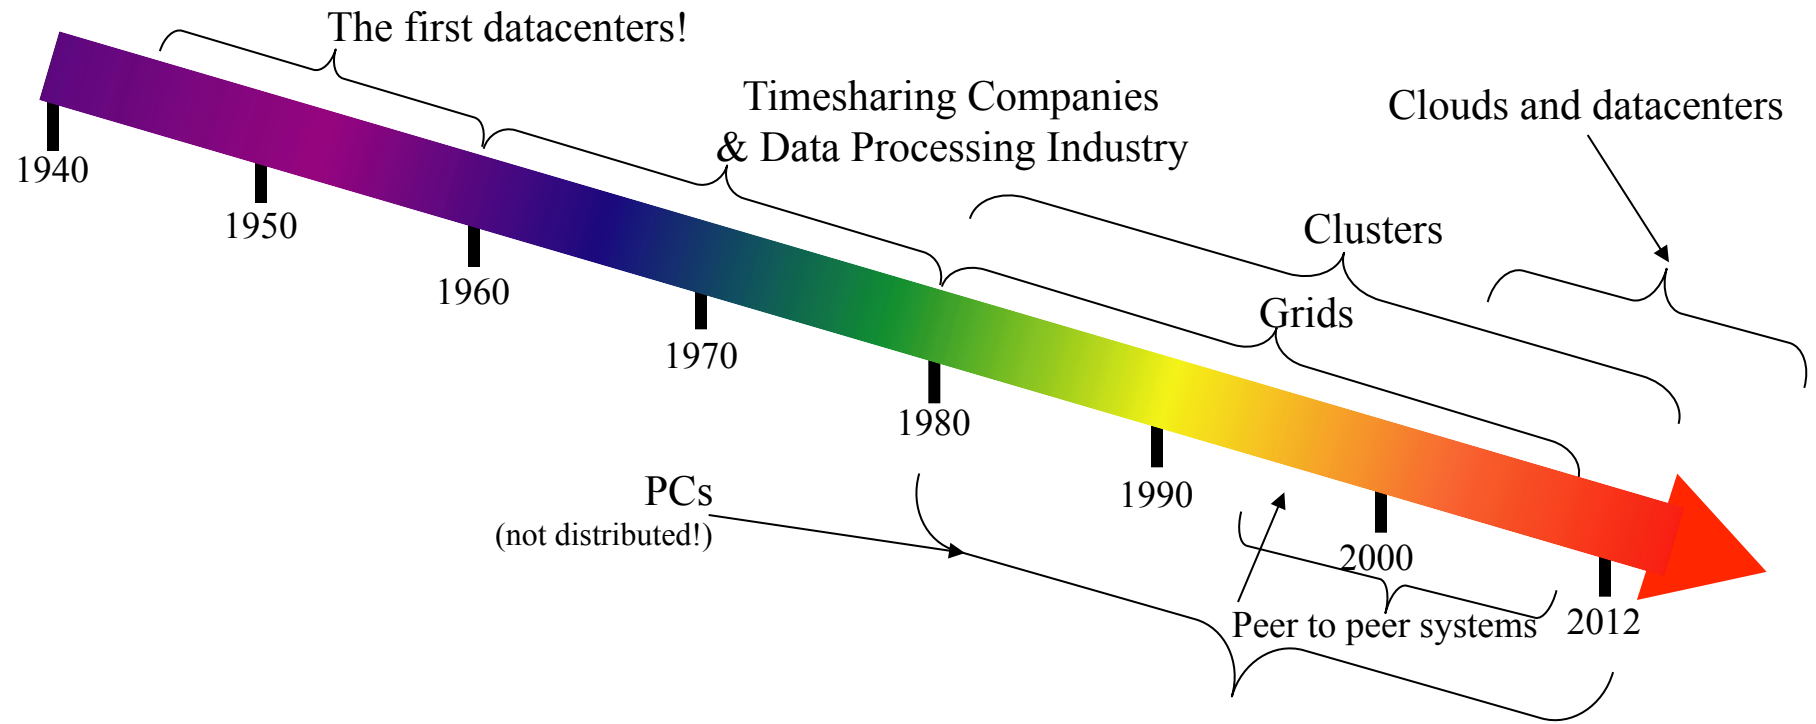 The first datacenters!
Timesharing Companies
& Data Processing Industry
Clouds and datacenters
Clusters
Grids
1940
1950
1960
1970
1980
1990
2000
2012
PCs
(not distributed!)
Peer to peer systems